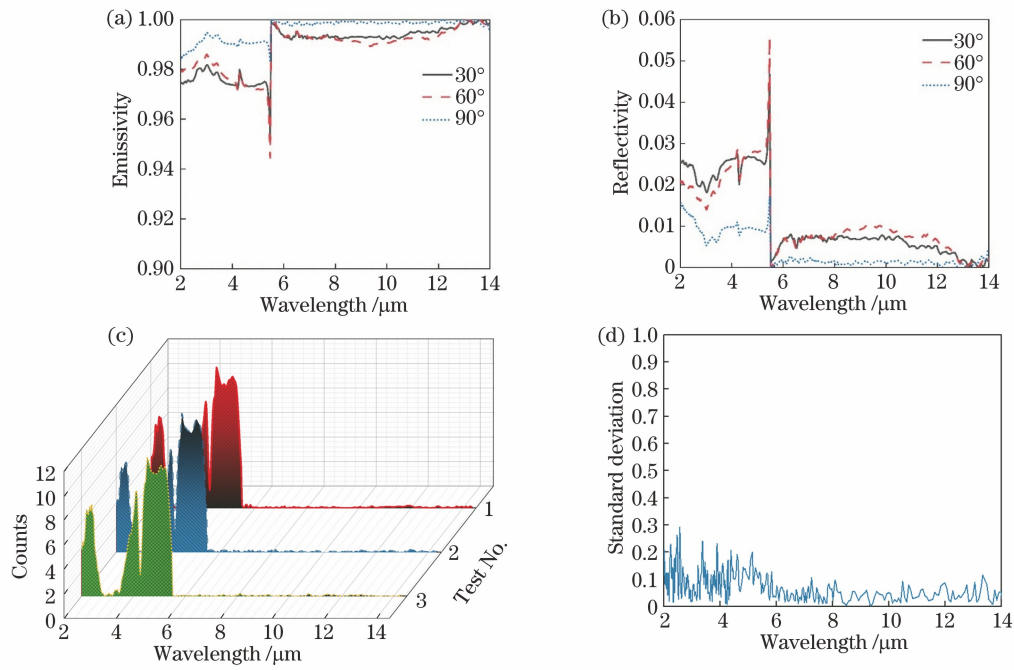 (a)
1.00
0.98
0.96
0.94
0.92
0.90
Emissivity
30°
60°
90°
2 4 6 8 10 12 14
Wavelength /μm
(b)
0.06
0.05
0.04
0.03
0.02
0.01
0
Reflectivity
30°
60°
90°
2 4 6 8 10 12 14
Wavelength /μm
(c)
12
10
8
6
4
2
0
Counts
1
2
3
Test No.
2 4 6 8 10 12 14
Wavelength /μm
(d)
1.0
0.9
0.8
0.7
0.6
0.5
0.4
0.3
0.2
0.1
0
Standard deviation
2 4 6 8 10 12 14
Wavelength /μm